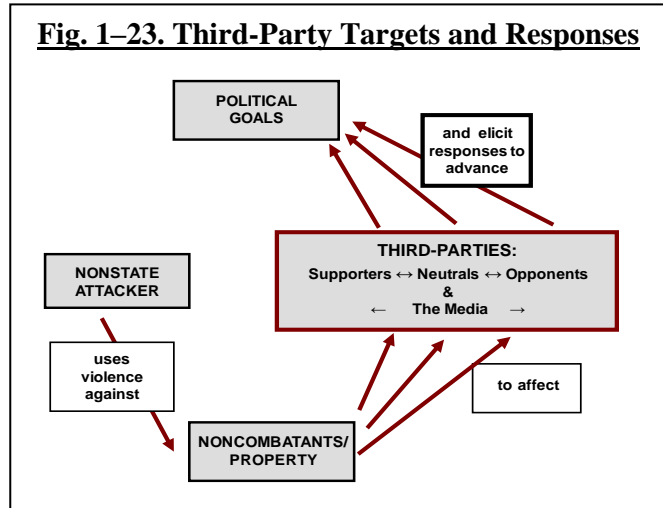 Fig. 1–23. Third-Party Targets and Responses
POLITICAL
GOALS
and elicit
responses to
advance
THIRD-PARTIES:
Supporters ↔ Neutrals ↔ Opponents
&
← The Media →
NONSTATE
ATTACKER
uses
violence
against
to affect
NONCOMBATANTS/
PROPERTY